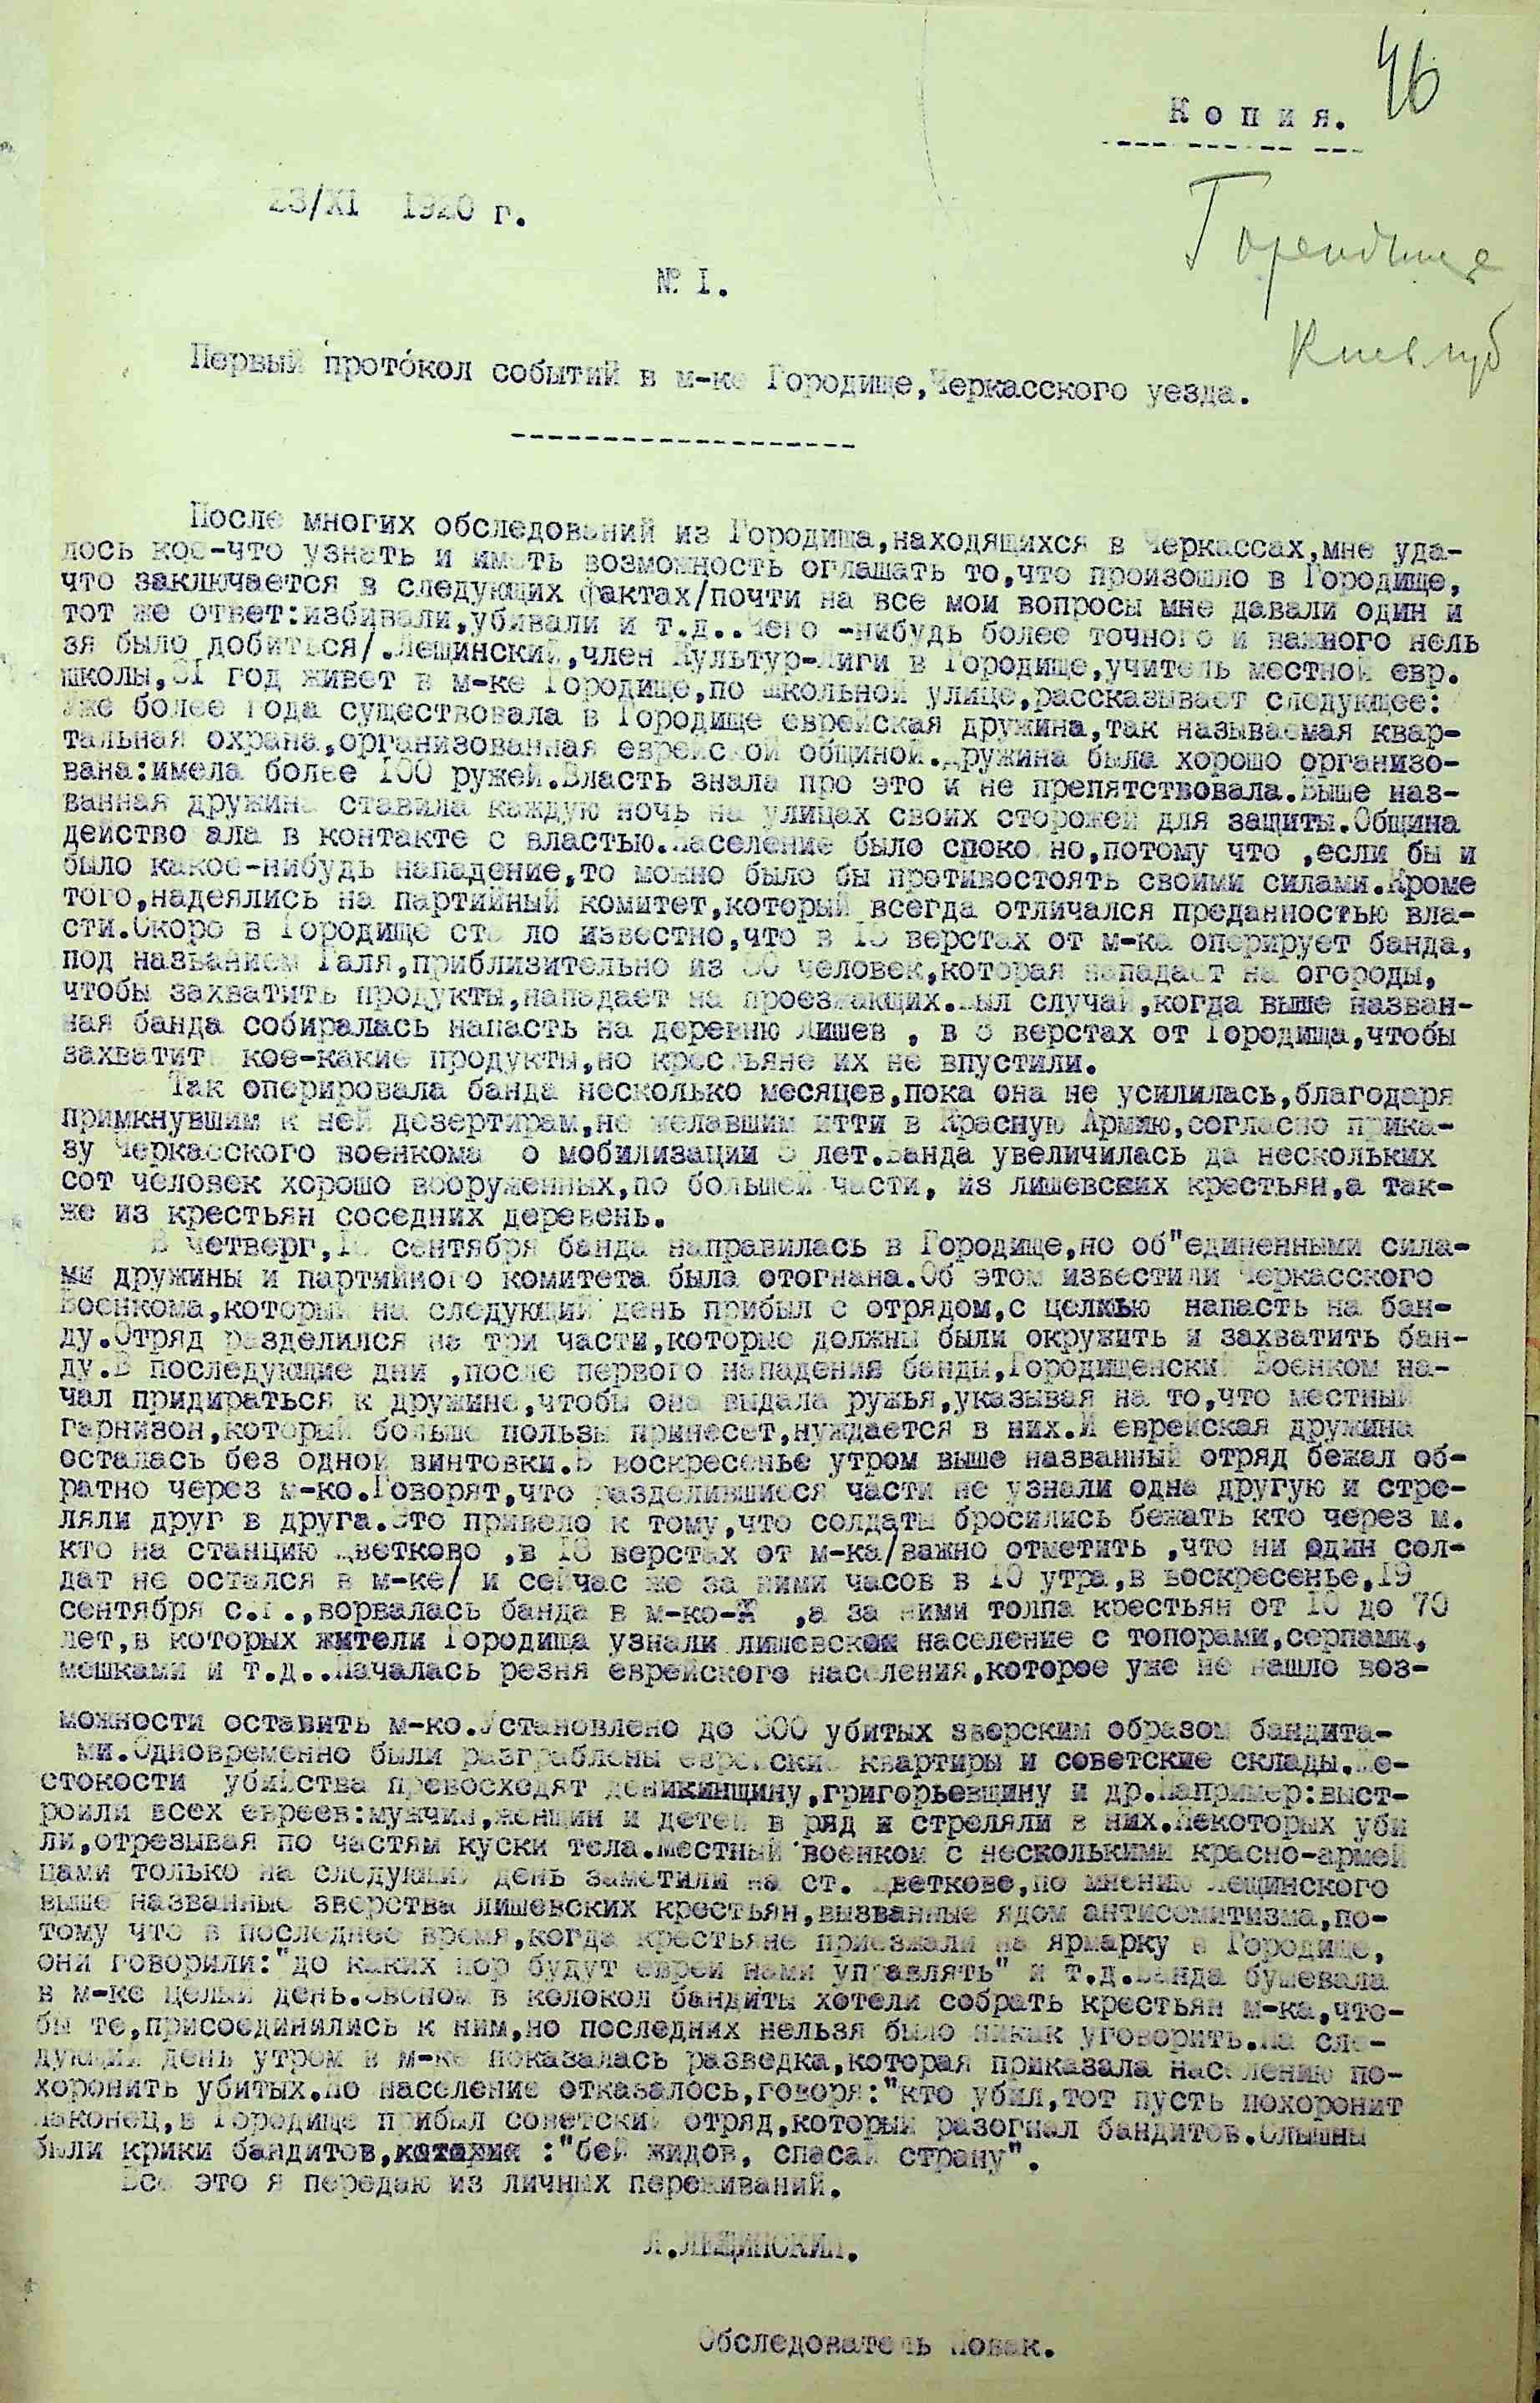 46
Копия.
Городище
Киев губ
23/XI 1920 г.
№ I.
Первый протокол событий в м-ке Городище,Черкасского уезда.
После многих обследований из Городища,находящихся в Черкассах,мне уда-
лось кое-что узнать и иметь возможность оглашать то,что произошло в Городище,
что заключается в следующих фактах/почти на все мои вопросы мне давали один и
тот же ответ:избивали,убивали и т.д..Чего -нибудь более точного и важного нель
зя было добиться/.Лещинский,член Культур-Лиги в Городище,учитель местной евр.
школы,31 год живет в м-ке Городище,по школьной улице,рассказывает следующее:
Уже более года существовала в Городище еврейская дружина,так называемая квар-
тальная охрана,организованная еврейской общиной.Дружина была хорошо организо-
вана:имела более 100 ружей.Власть знала про это и не препятствовала.Выше наз-
ванная дружина ставила каждую ночь на улицах своих сторожей для защиты.Община
действо ала в контакте с властью.Население было споко но,потому что ,если бы и
было какое-нибудь нападение,то можно было бы противостоять своими силами.Кроме
того,надеялись на партийный комитет,который всегда отличался преданностью вла-
сти.Скоро в Городище ста ло известно,что в 15 верстах от м-ка оперирует банда,
под названием Галя,приблизительно из человек,которая нападает на огороды,
чтобы захватить продукты,нападает на проезжающих.Был случай,когда выше назван-
ная банда собиралась напасть на деревню Лишев , в верстах от Городища,чтобы
захватить кое-какие продукты,но крестьяне их не впустили.
Так оперировала банда несколько месяцев,пока она не усилилась,благодаря
примкнувшим к ней дезертирам,не желавшим итти в Красную Армию,согласно прика-
зу Черкасского военкома о мобилизации лет.Банда увеличилась да нескольких
сот человек хорошо вооруженных,по большей части, из лишевских крестьян,а так-
же из крестьян соседних деревень.
В четверг, сентября банда направилась в Городище,но об"единенными сила-
ми дружины и партийного комитета была отогнана.Об этом известили Черкасского
Военкома,который на следующий день прибыл с отрядом,с целью напасть на бан-
ду.Отряд разделился на три части,которые должны были окружить и захватить бан-
ду.В последующие дни ,после первого нападения банды,Городищенский Военком на-
чал придираться к дружине,чтобы она выдала ружья,указывая на то,что местный
гарнизон,который больше пользы принесет,нуждается в них.И еврейская дружина
осталась без одной винтовки.В воскресенье утром выше названный отряд бежал об-
ратно через м-ко.Говорят,что разделившиеся части не узнали одна другую и стре-
ляли друг в друга.Это привело к тому,что солдаты бросились бежать кто через м.
кто на станцию Цветково ,в 18 верстах от м-ка/важно отметить ,что ни один сол-
дат не остался в м-ке/ и сейчас же за ними часов в 10 утра,в воскресенье,19
сентября с.г.,ворвалась банда в м-ко- ,а за ними толпа крестьян от 10 до 70
лет,в которых жители Городища узнали лишевское население с топорами,серпами,
мешками и т.д..Началась резня еврейского населения,которое уже не нашло воз-
можности оставить м-ко.Установлено до 300 убитых зверским образом бандита-
ми.Одновременно были разграблены еврейские квартиры и советские склады.Же-
стокости убийства превосходят деникинщину,григорьевщину и др.Например:выст-
роили всех евреев:мужчин,женщин и детей в ряд и стреляли в них.Некоторых уби
ли,отрезывая по частям куски тела.Местный военком с несколькими красно-армей
цами только на следующий день заметили на ст. Цветкове,по мнению Лещинского
выше названные зверства лишевских крестьян,вызванные ядом антисемитизма,по-
тому что в последнее время,когда крестьяне приезжали на ярмарку в Городище,
они говорили:"до каких пор будут евреи нами управлять" и т.д.Банда бушевала
в м-ке целый день.Звоном в колокол бандиты хотели собрать крестьян м-ка,что-
бы те,присоединились к ним,но последних нельзя было никак уговорить.На сле-
дующий день утром в м-ке показалась разведка,которая приказала населению по-
хоронить убитых.Но население отказалось,говоря:"кто убил,тот пусть похоронит
Наконец,в Городище прибыл советский отряд,который разогнал бандитов.Слышны
были крики бандитов, :"бей жидов, спасай страну".
Все это я передаю из личных переживаний.
Л.Лещинский.
Обследователь Новак.